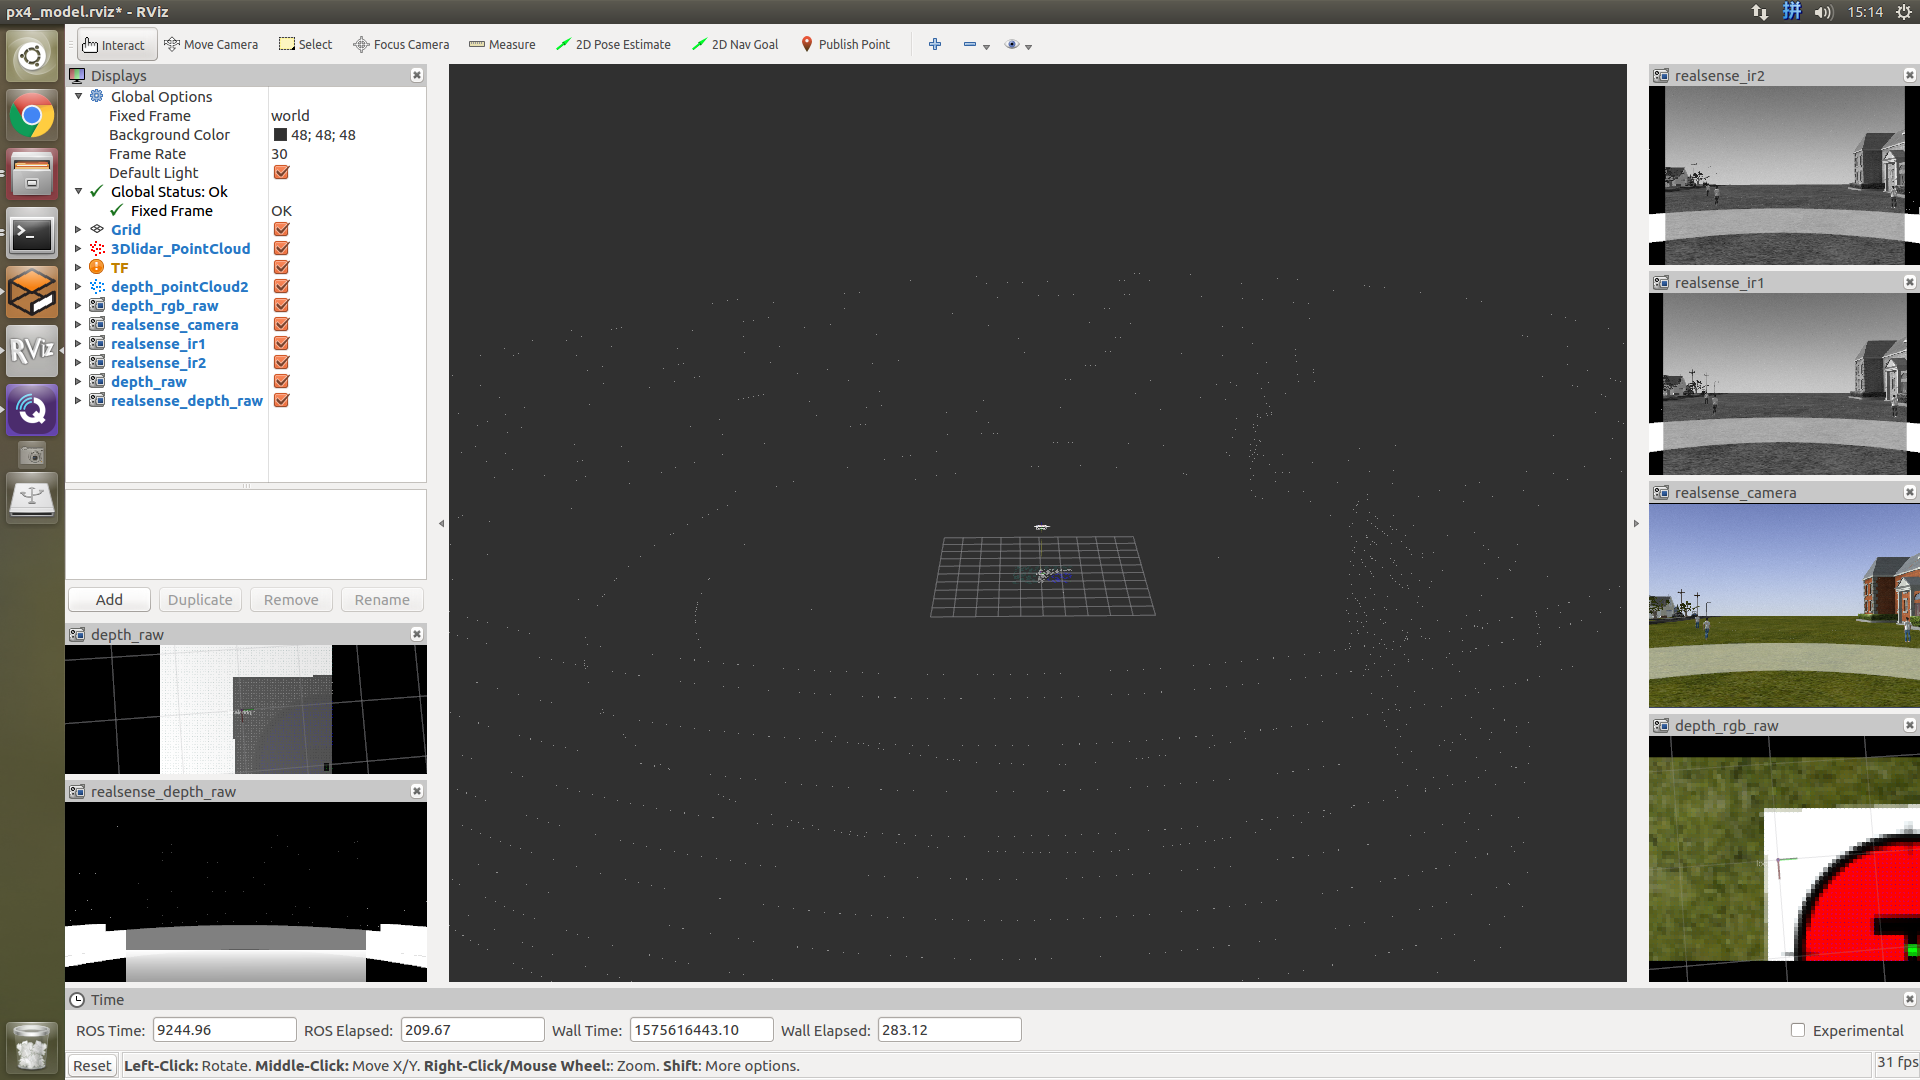 px4_model.rviz* - RViz
拼
15:14
Interact
Move Camera
Select
Focus Camera
Measure
2D Pose Estimate
2D Nav Goal
Publish Point
Displays
Global Options
Fixed Frame world
Background Color 48; 48; 48
Frame Rate 30
Default Light
Global Status: Ok
Fixed Frame OK
Grid
3Dlidar_PointCloud
TF
depth_pointCloud2
depth_rgb_raw
realsense_camera
realsense_ir1
realsense_ir2
depth_raw
realsense_depth_raw
Add Duplicate Remove Rename
depth_raw
realsense_depth_raw
RViz
realsense_ir2
realsense_ir1
realsense_camera
depth_rgb_raw
Time
ROS Time: 9244.96 ROS Elapsed: 209.67 Wall Time: 1575616443.10 Wall Elapsed: 283.12 Experimental
Reset Left-Click: Rotate. Middle-Click: Move X/Y. Right-Click/Mouse Wheel:: Zoom. Shift: More options. 31 fps